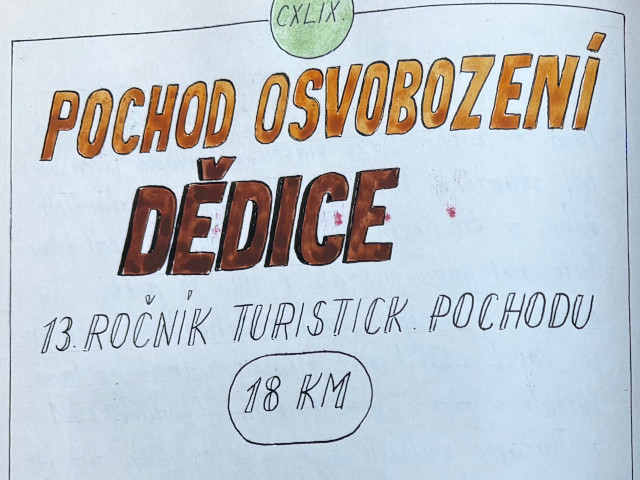 CXLIX.
POCHOD OSVOBOZENÍ
DĚDICE
13. ROČNÍK TURISTICK. POCHODU
18 KM